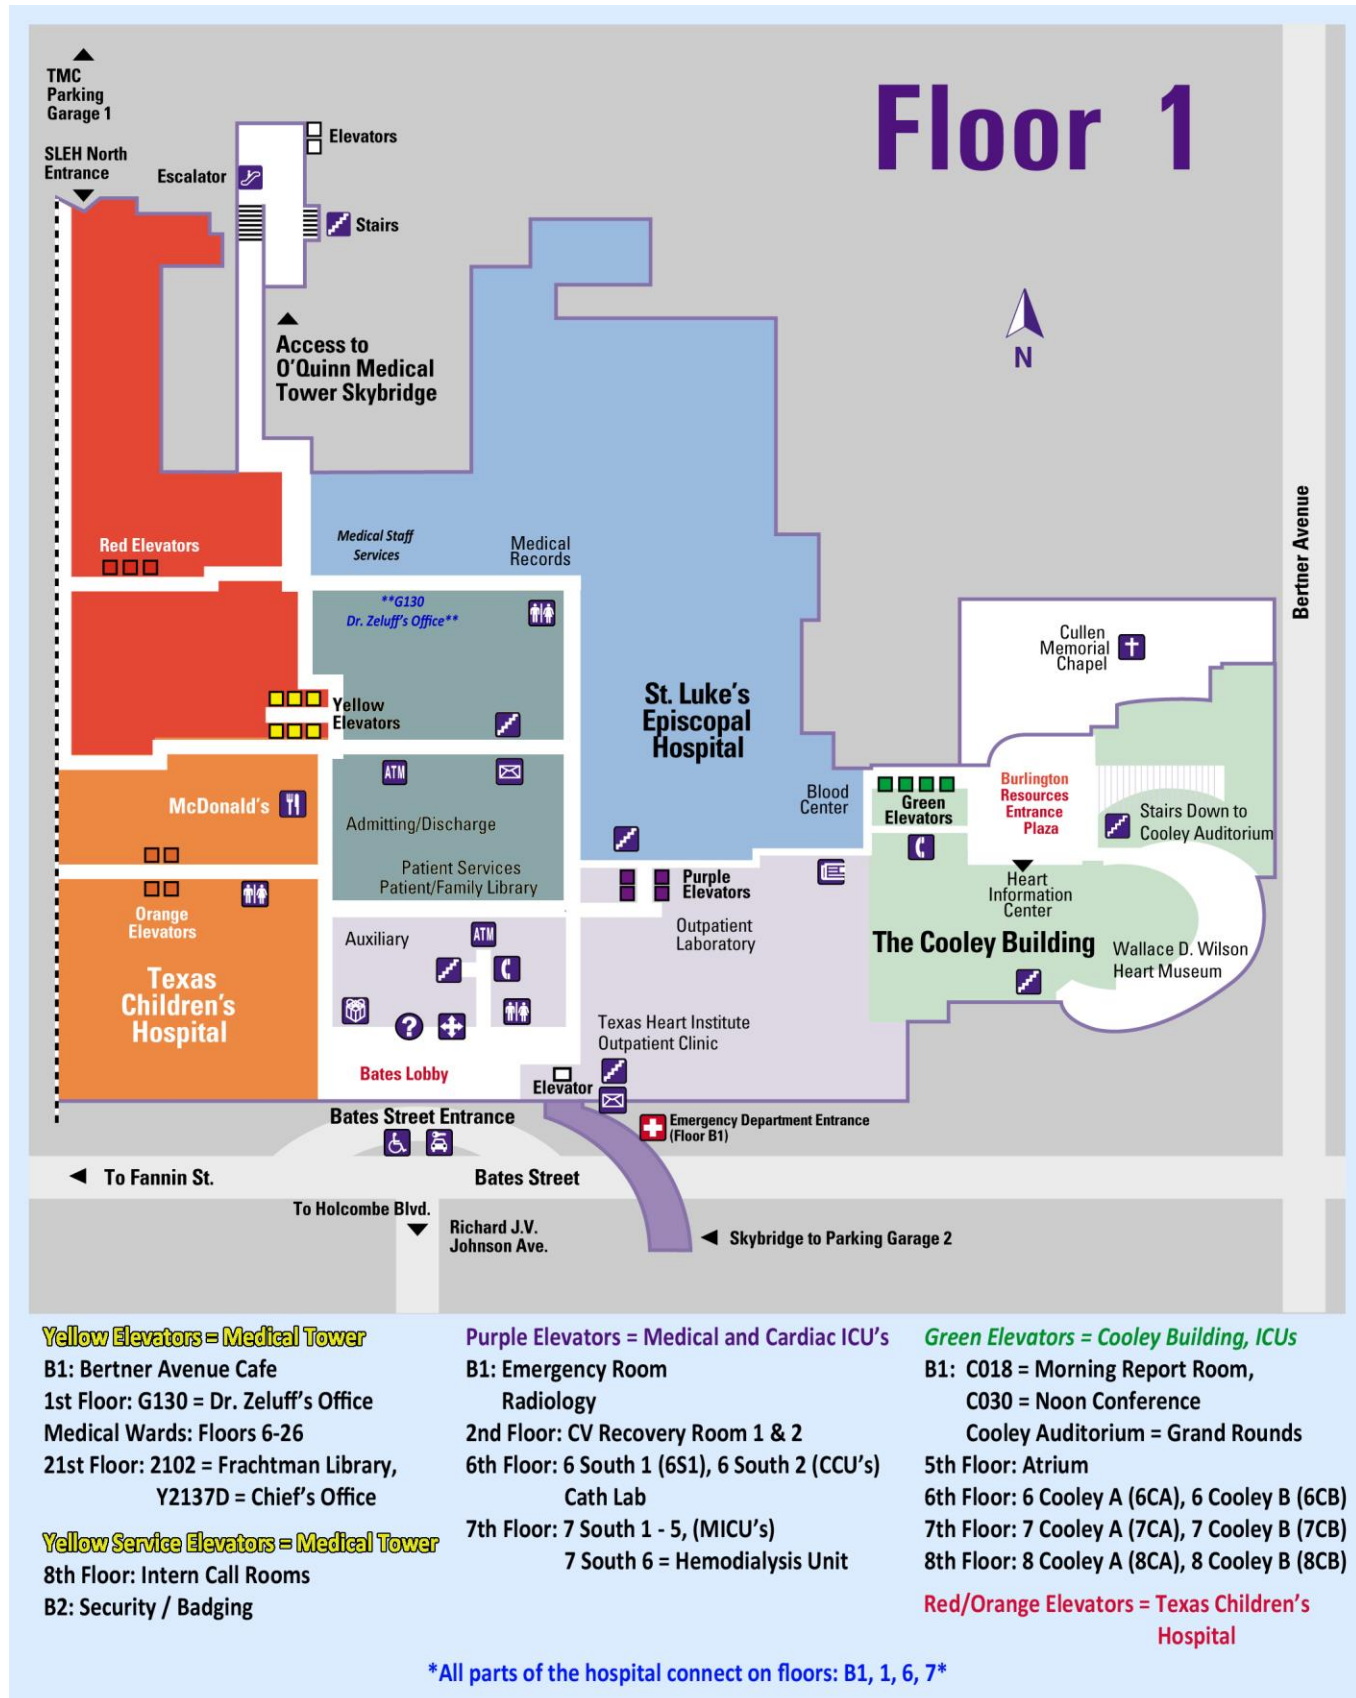 Floor 1
TMC
Parking
Garage 1
SLEH North
Entrance
Escalator
Elevators
Stairs
Access to
O'Quinn Medical
Tower Skybridge
N
Bertner Avenue
Red Elevators
Medical Staff
Services
Medical
Records
**G130
Dr. Zeluff's Office**
Cullen
Memorial
Chapel
St. Luke's
Episcopal
Hospital
Yellow
Elevators
ATM
McDonald's
Admitting/Discharge
Blood
Center
Green
Elevators
Burlington
Resources
Entrance
Plaza
Stairs Down to
Cooley Auditorium
Patient Services
Patient/Family Library
Purple
Elevators
Heart
Information
Center
Orange
Elevators
Auxiliary
ATM
Outpatient
Laboratory
The Cooley Building
Wallace D. Wilson
Heart Museum
Texas
Children's
Hospital
?
Texas Heart Institute
Outpatient Clinic
Bates Lobby
Elevator
Bates Street Entrance
Emergency Department Entrance
(Floor B1)
To Fannin St.
Bates Street
To Holcombe Blvd.
Richard J.V.
Johnson Ave.
Skybridge to Parking Garage 2
Yellow Elevators = Medical Tower
B1: Bertner Avenue Cafe
1st Floor: G130 = Dr. Zeluff's Office
Medical Wards: Floors 6-26
21st Floor: 2102 = Frachtman Library,
Y2137D = Chief's Office
Yellow Service Elevators = Medical Tower
8th Floor: Intern Call Rooms
B2: Security / Badging
Purple Elevators = Medical and Cardiac ICU's
B1: Emergency Room
Radiology
2nd Floor: CV Recovery Room 1 & 2
6th Floor: 6 South 1 (6S1), 6 South 2 (CCU's)
Cath Lab
7th Floor: 7 South 1 - 5, (MICU's)
7 South 6 = Hemodialysis Unit
Green Elevators = Cooley Building, ICUs
B1: C018 = Morning Report Room,
C030 = Noon Conference
Cooley Auditorium = Grand Rounds
5th Floor: Atrium
6th Floor: 6 Cooley A (6CA), 6 Cooley B (6CB)
7th Floor: 7 Cooley A (7CA), 7 Cooley B (7CB)
8th Floor: 8 Cooley A (8CA), 8 Cooley B (8CB)
Red/Orange Elevators = Texas Children's
Hospital
*All parts of the hospital connect on floors: B1, 1, 6, 7*